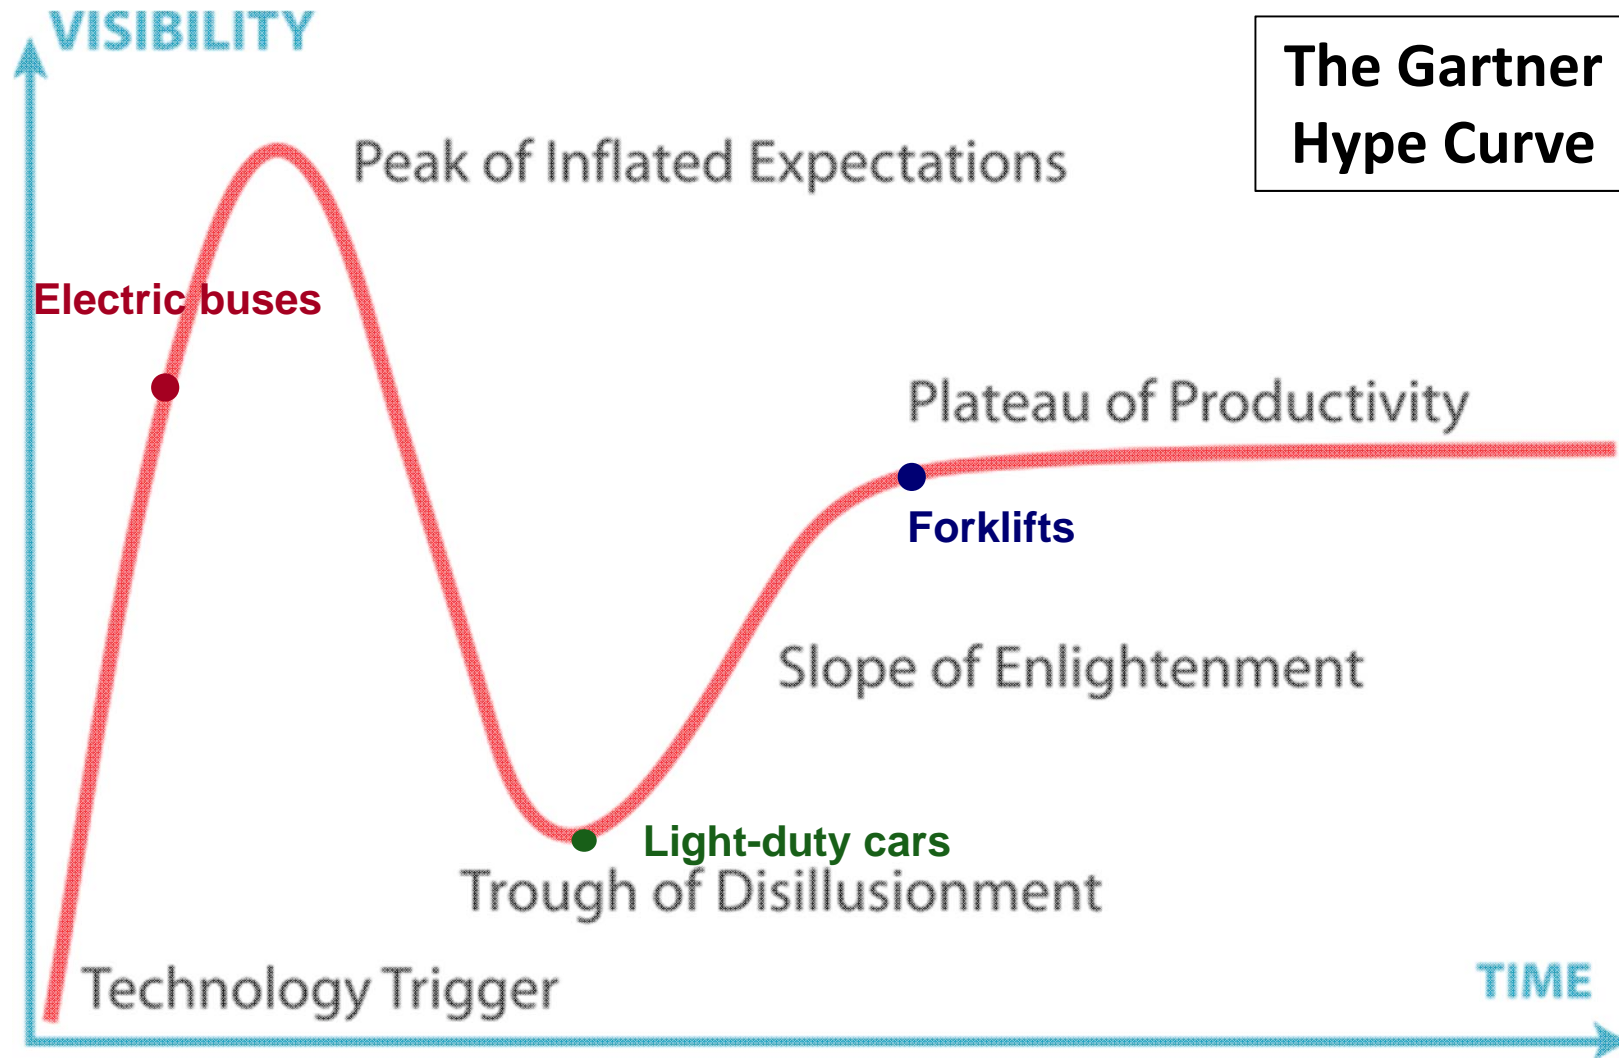 VISIBILITY
The Gartner
Hype Curve
Peak of Inflated Expectations
Electric buses
Plateau of Productivity
Forklifts
Slope of Enlightenment
Light-duty cars
Trough of Disillusionment
Technology Trigger
TIME